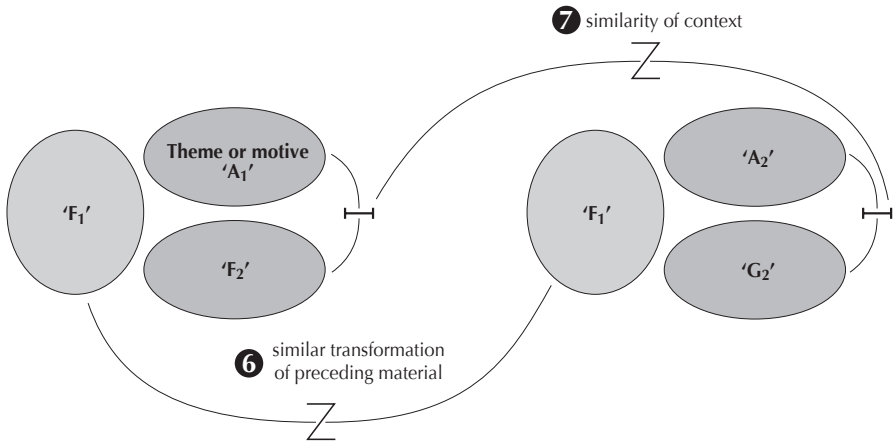 7 similarity of context
Theme or motive
‘A₁’
‘F₁’
‘F₂’
‘F₁’
‘A₂’
‘G₂’
6 similar transformation
of preceding material